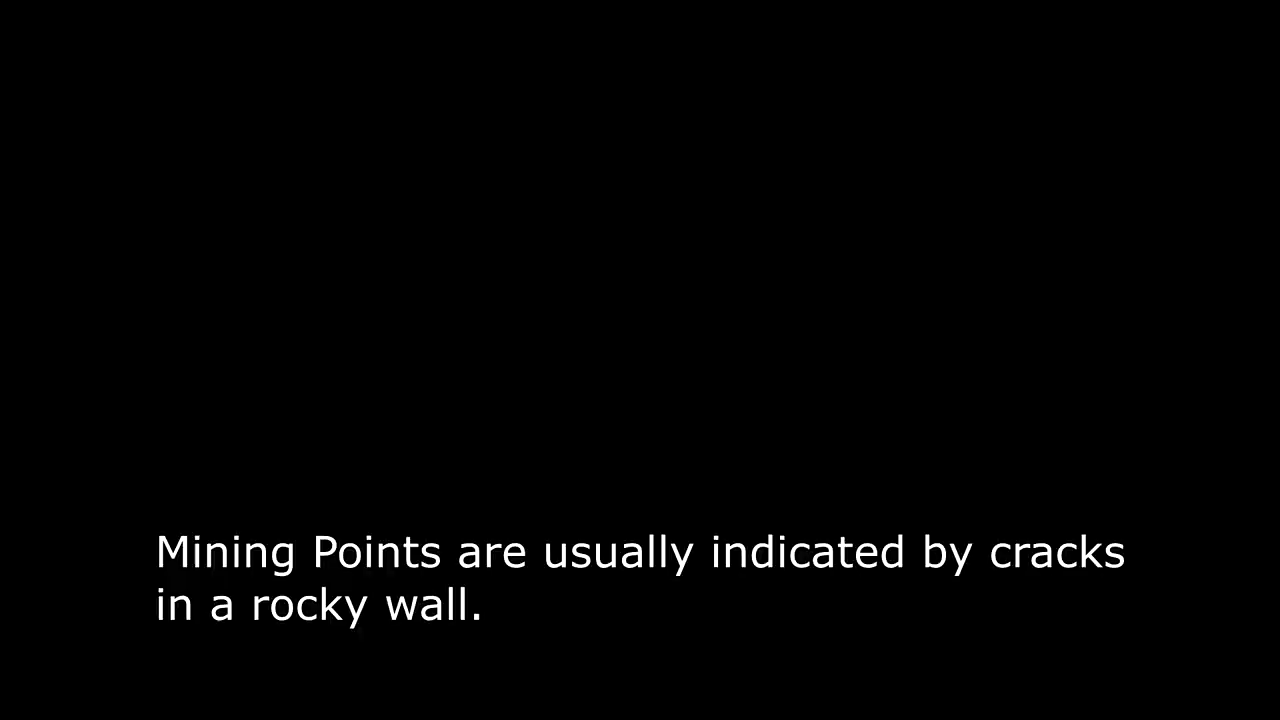 Mining Points are usually indicated by cracks
in a rocky wall.